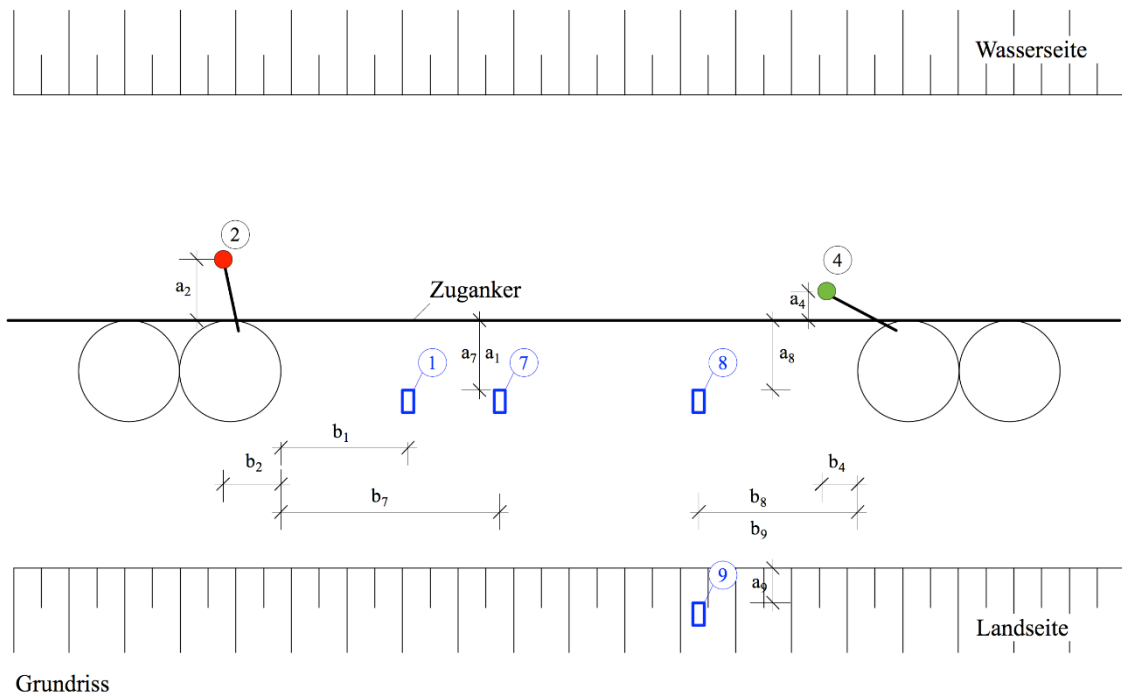 Wasserseite
2
4
a₂
Zuganker
a₄
1
a₇ a₁
7
8
a₈
b₁
b₂
b₄
b₇
b₈
b₉
9
a₉
Landseite
Grundriss